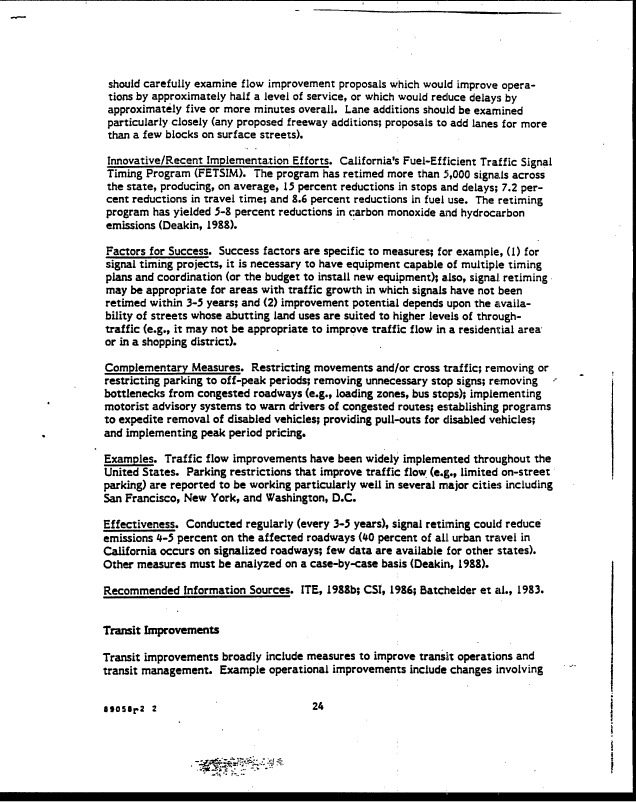 should carefully examine flow improvement proposals which would improve opera-
tions by approximately half a level of service, or which would reduce delays by
approximately five or more minutes overall. Lane additions should be examined
particularly closely (any proposed freeway additions; proposals to add lanes for more
than a few blocks on surface streets).
Innovative/Recent Implementation Efforts. California's Fuel-Efficient Traffic Signal
Timing Program (FETSIM). The program has retimed more than 5,000 signals across
the state, producing, on average, 15 percent reductions in stops and delays; 7.2 per-
cent reductions in travel time; and 8.6 percent reductions in fuel use. The retiming
program has yielded 5-8 percent reductions in carbon monoxide and hydrocarbon
emissions (Deakin, 1988).
Factors for Success. Success factors are specific to measures; for example, (1) for
signal timing projects, it is necessary to have equipment capable of multiple timing
plans and coordination (or the budget to install new equipment); also, signal retiming
may be appropriate for areas with traffic growth in which signals have not been
retimed within 3-5 years; and (2) improvement potential depends upon the availa-
bility of streets whose abutting land uses are suited to higher levels of through-
traffic (e.g., it may not be appropriate to improve traffic flow in a residential area
or in a shopping district).
Complementary Measures. Restricting movements and/or cross traffic; removing or
restricting parking to off-peak periods; removing unnecessary stop signs; removing
bottlenecks from congested roadways (e.g., loading zones, bus stops); implementing
motorist advisory systems to warn drivers of congested routes; establishing programs
to expedite removal of disabled vehicles; providing pull-outs for disabled vehicles;
and implementing peak period pricing.
Examples. Traffic flow improvements have been widely implemented throughout the
United States. Parking restrictions that improve traffic flow (e.g., limited on-street
parking) are reported to be working particularly well in several major cities including
San Francisco, New York, and Washington, D.C.
Effectiveness. Conducted regularly (every 3-5 years), signal retiming could reduce
emissions 4-5 percent on the affected roadways (40 percent of all urban travel in
California occurs on signalized roadways; few data are available for other states).
Other measures must be analyzed on a case-by-case basis (Deakin, 1988).
Recommended Information Sources. ITE, 1988b; CSI, 1986; Batchelder et al., 1983.
Transit Improvements
Transit improvements broadly include measures to improve transit operations and
transit management. Example operational improvements include changes involving
89058r2 2
24